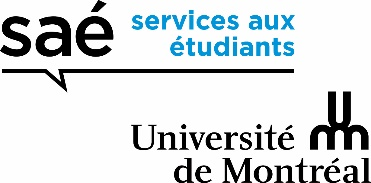 saé services aux
étudiants
Université
de Montréal